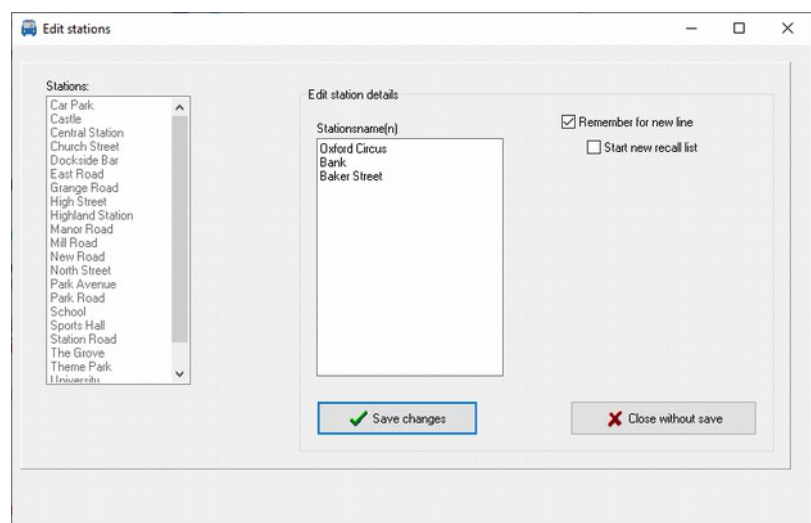 Edit stations
Stations:
Car Park
Castle
Central Station
Church Street
Dockside Bar
East Road
Grange Road
High Street
Highland Station
Manor Road
Mill Road
New Road
North Street
Park Avenue
Park Road
School
Sports Hall
Station Road
The Grove
Theme Park
University
Edit station details
Stationsname(n)
Oxford Circus
Bank
Baker Street
Remember for new line
Start new recall list
Save changes
Close without save